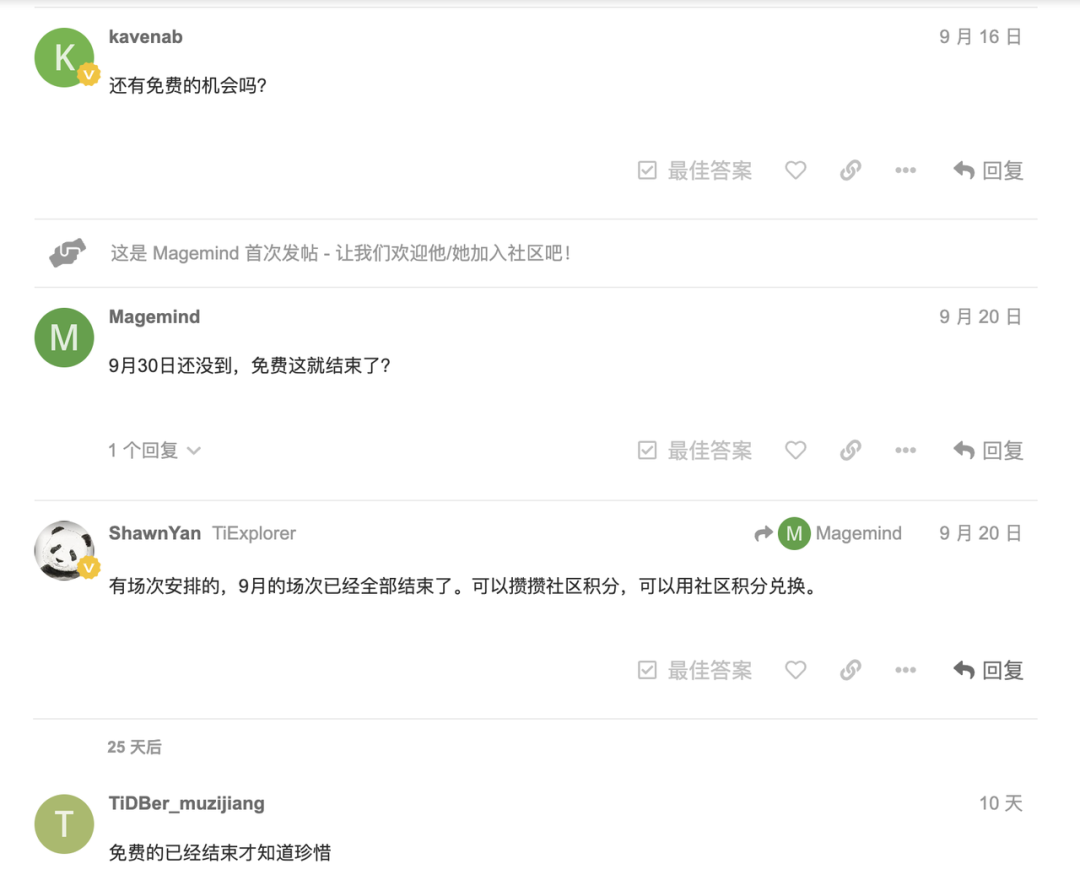 K
kavenab
9 月 16 日
V
还有免费的机会吗?
最佳答案
回复
这是 Magemind 首次发帖 - 让我们欢迎他/她加入社区吧!
M
Magemind
9 月 20 日
9月30日还没到，免费这就结束了?
1 个回复
最佳答案
回复
ShawnYan TiExplorer
M Magemind
9 月 20 日
V
有场次安排的，9月的场次已经全部结束了。可以攒攒社区积分，可以用社区积分兑换。
最佳答案
回复
25 天后
T
TiDBer_muzijiang
10 天
免费的已经结束才知道珍惜